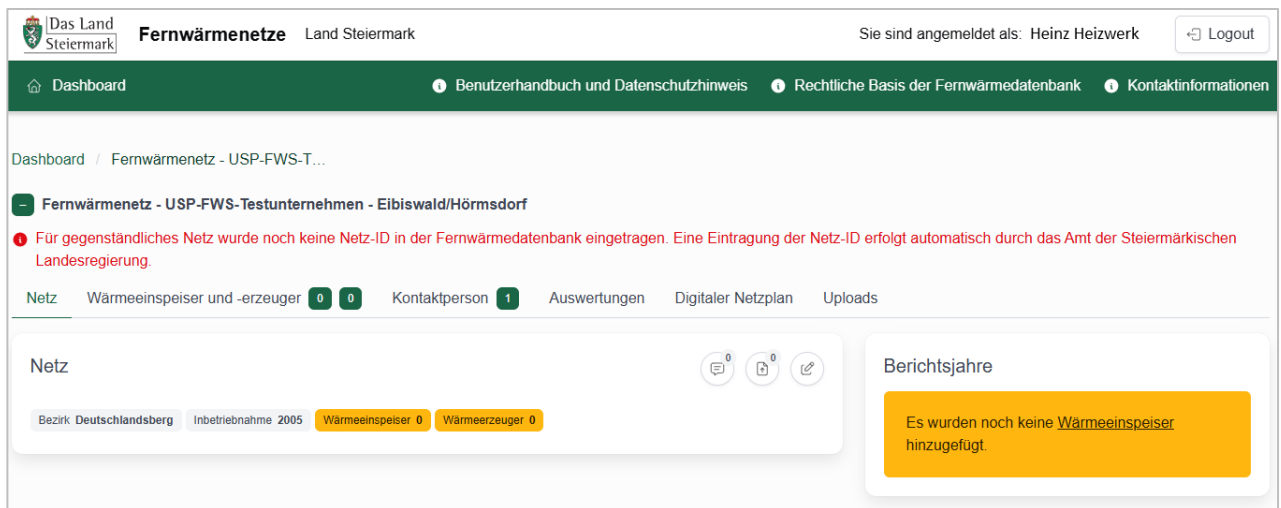 Das Land
Steiermark
Fernwärmenetze Land Steiermark Sie sind angemeldet als: Heinz Heizwerk Logout
Dashboard Benutzerhandbuch und Datenschutzhinweis Rechtliche Basis der Fernwärmedatenbank Kontaktinformationen
Dashboard / Fernwärmenetz - USP-FWS-T...
Fernwärmenetz - USP-FWS-Testunternehmen - Eibiswald/Hörmsdorf
Für gegenständliches Netz wurde noch keine Netz-ID in der Fernwärmedatenbank eingetragen. Eine Eintragung der Netz-ID erfolgt automatisch durch das Amt der Steiermärkischen
Landesregierung.
Netz Wärmeeinspeiser und -erzeuger 0 0 Kontaktperson 1 Auswertungen Digitaler Netzplan Uploads
Netz 0 0
Bezirk Deutschlandsberg Inbetriebnahme 2005 Wärmeeinspeiser 0 Wärmeerzeuger 0
Berichtsjahre
Es wurden noch keine Wärmeeinspeiser
hinzugefügt.